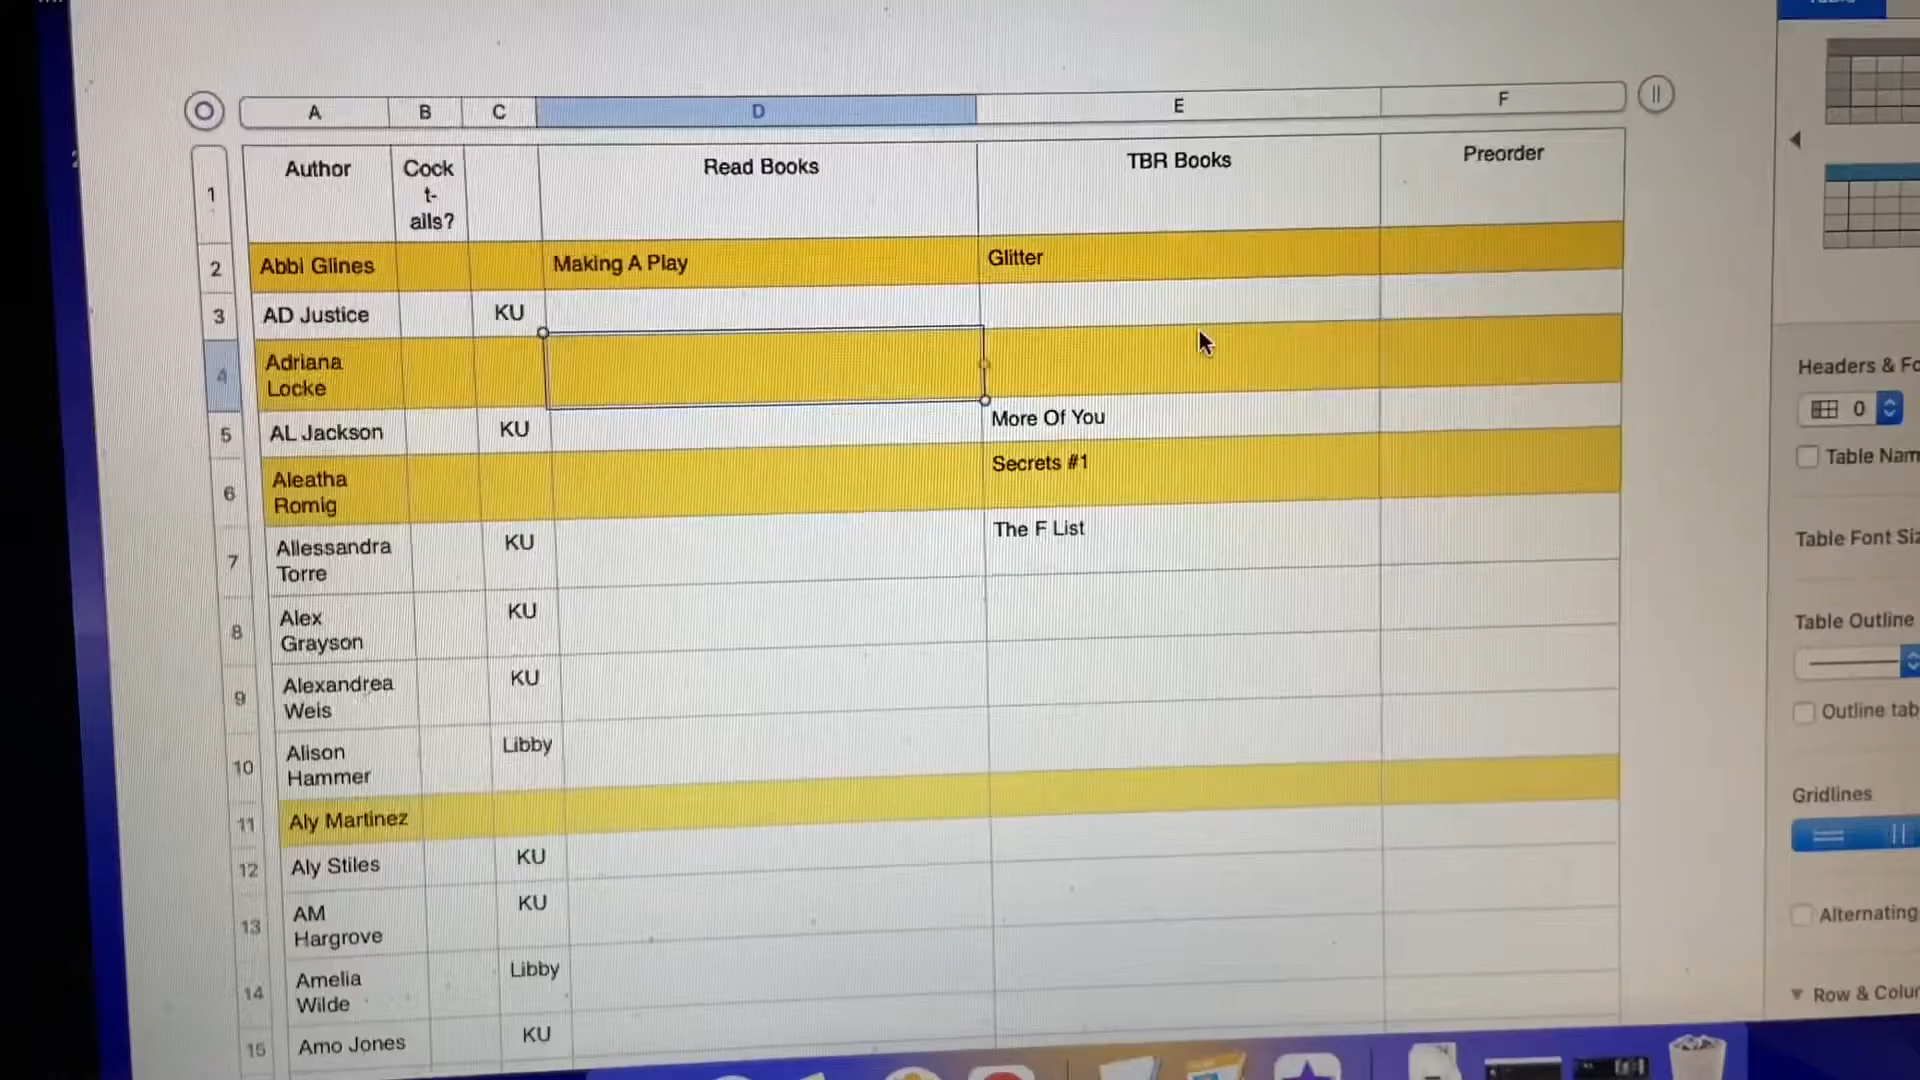 A B C D E F
1 Author Cock Read Books TBR Books Preorder
t-
alls?
2 Abbi Glines Making A Play Glitter
3 AD Justice KU
4 Adriana
Locke
5 AL Jackson KU More Of You
6 Aleatha Secrets #1
Romig
7 Allessandra KU The F List
Torre
8 Alex KU
Grayson
9 Alexandrea KU
Weis
10 Alison Libby
Hammer
11 Aly Martinez
12 Aly Stiles KU
13 AM KU
Hargrove
14 Amelia Libby
Wilde
15 Amo Jones KU
Headers & Fo
0
Table Nam
Table Font Siz
Table Outline
Outline tab
Gridlines
Alternating
Row & Colum